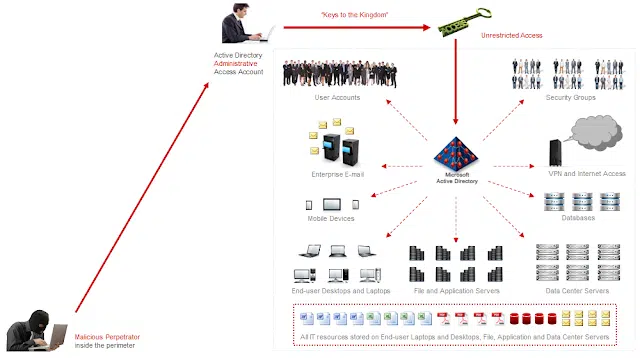 "Keys to the Kingdom"
ACCESS
Unrestricted Access
Active Directory
Administrative
Access Account
User Accounts
Security Groups
Enterprise E-mail
Microsoft
Active Directory
VPN and Internet Access
Mobile Devices
Databases
End-user Desktops and Laptops
File and Application Servers
Data Center Servers
All IT resources stored on End-user Laptops and Desktops, File, Application and Data Center Servers
Malicious Perpetrator
inside the perimeter